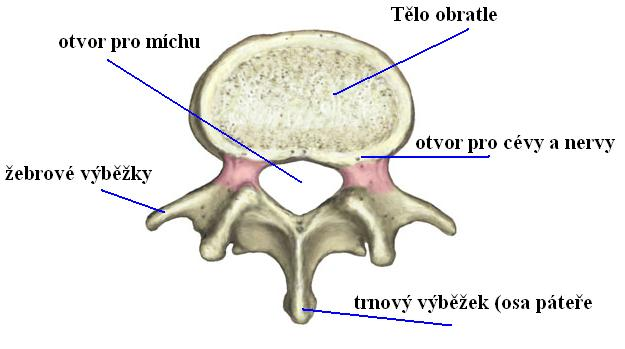 Tělo obratle
otvor pro míchu
otvor pro cévy a nervy
žebrové výběžky
trnový výběžek (osa páteře